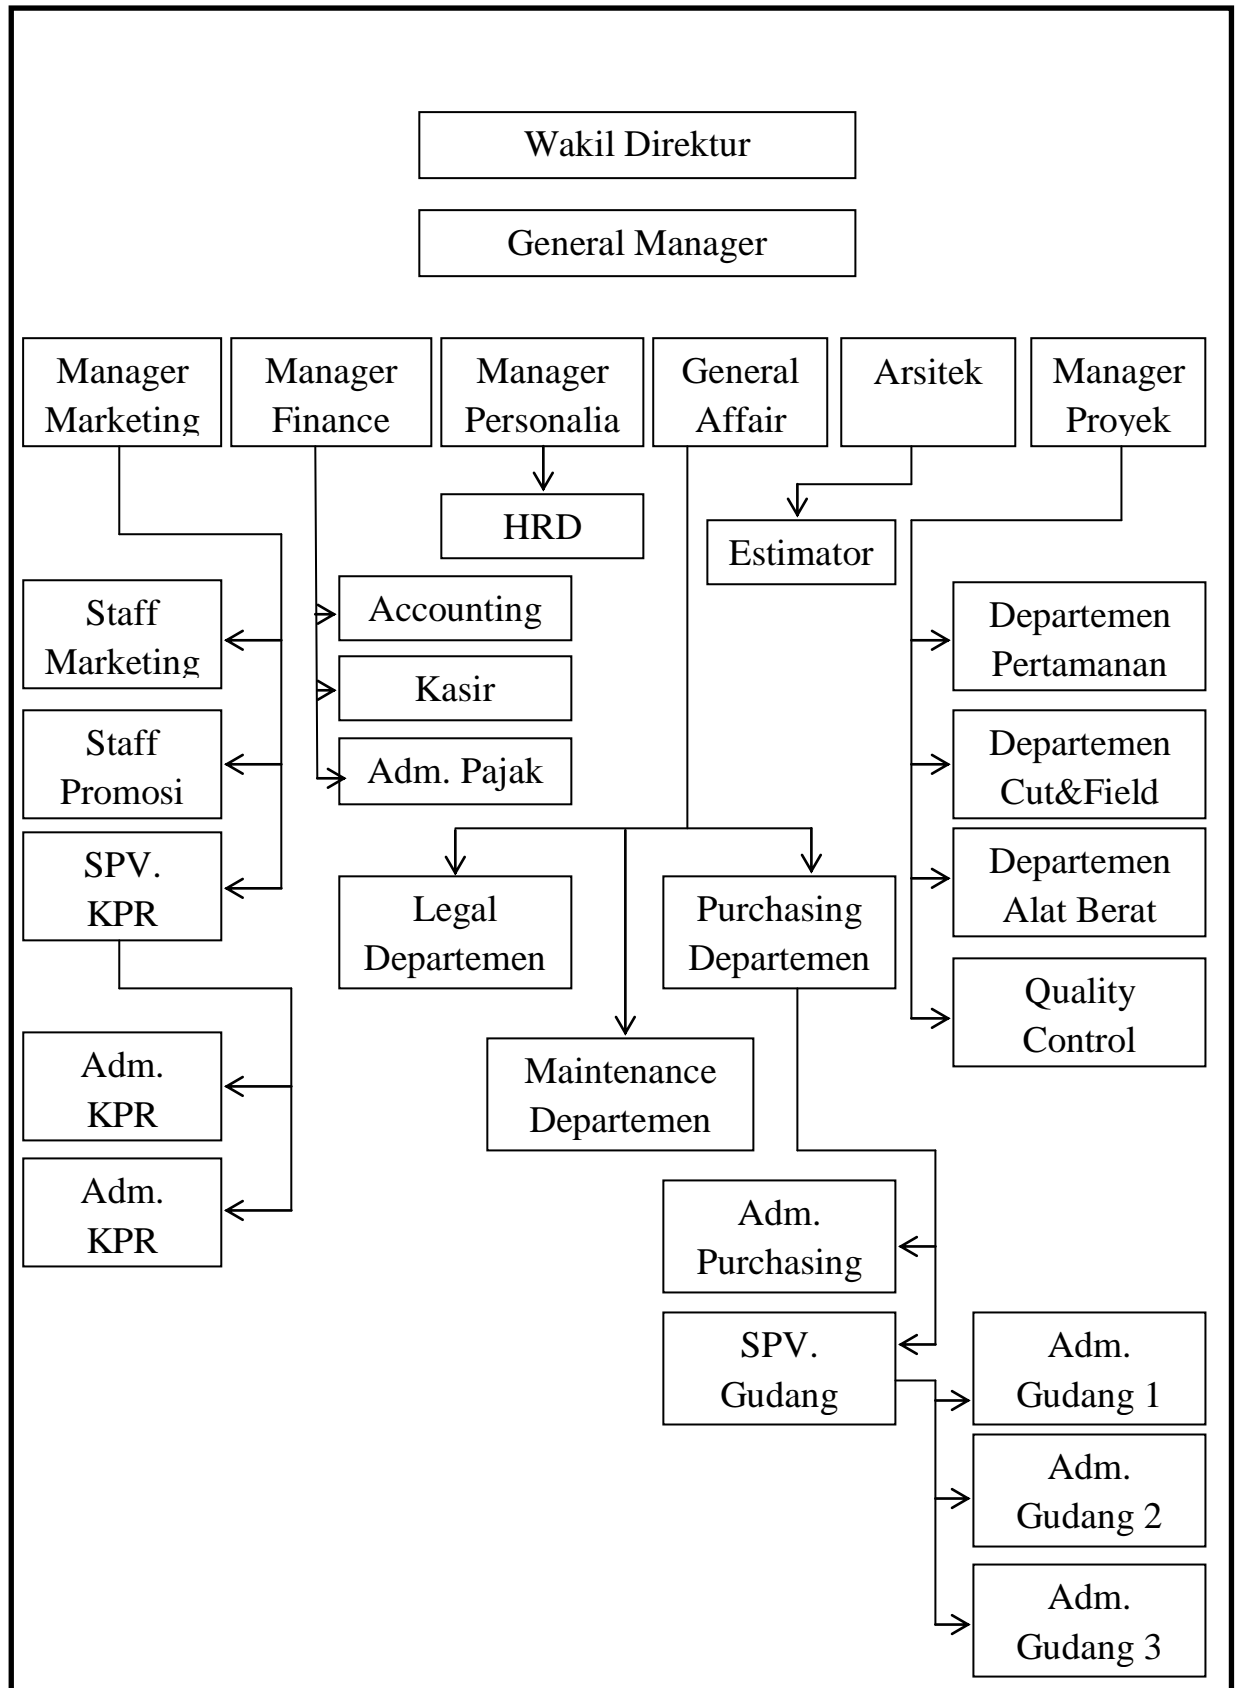 Wakil Direktur
General Manager
Manager
Marketing
Manager
Finance
Manager
Personalia
General
Affair
Arsitek
Manager
Proyek
HRD
Estimator
Staff
Marketing
Accounting
Departemen
Pertamanan
Kasir
Staff
Promosi
Adm. Pajak
Departemen
Cut&Field
SPV.
KPR
Legal
Departemen
Purchasing
Departemen
Departemen
Alat Berat
Quality
Control
Adm.
KPR
Maintenance
Departemen
Adm.
KPR
Adm.
Purchasing
SPV.
Gudang
Adm.
Gudang 1
Adm.
Gudang 2
Adm.
Gudang 3